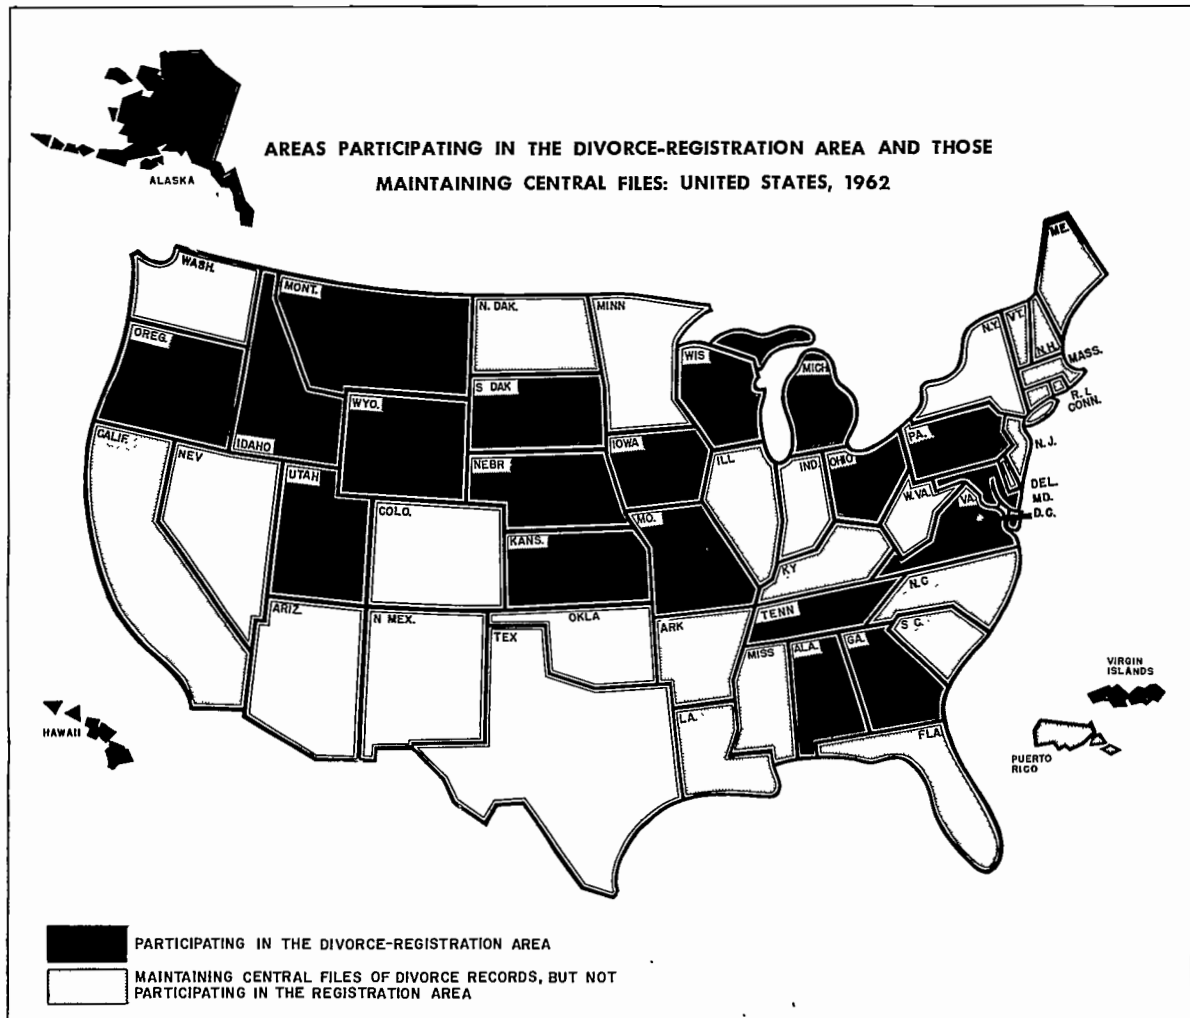 AREAS PARTICIPATING IN THE DIVORCE-REGISTRATION AREA AND THOSE
MAINTAINING CENTRAL FILES: UNITED STATES, 1962
ALASKA
WASH.
MONT.
N. DAK.
MINN
ME.
N.Y.
VT.
N.H.
MASS.
R. I.
CONN.
OREG.
IDAHO
WYO.
S DAK
WIS
MICH
PA.
N.J.
CALIF.
NEV
UTAH
COLO.
NEBR
IOWA
ILL
IND.
OHIO
W.VA.
VA.
DEL.
MD.
D.C.
KANS.
MO.
KY
N.C
ARIZ.
N MEX.
OKLA
TEX
ARK
TENN
S C.
MISS
ALA.
GA.
LA.
FLA
HAWAII
VIRGIN
ISLANDS
PUERTO
RICO
PARTICIPATING IN THE DIVORCE-REGISTRATION AREA
MAINTAINING CENTRAL FILES OF DIVORCE RECORDS, BUT NOT
PARTICIPATING IN THE REGISTRATION AREA